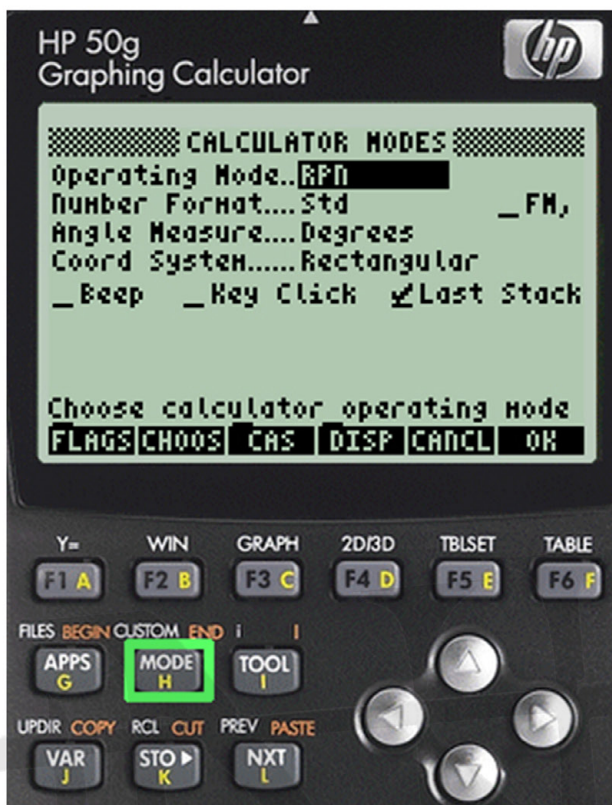 HP 50g
Graphing Calculator
hp
CALCULATOR MODES
Operating Mode..RPN
Number Format....Std _FM,
Angle Measure....Degrees
Coord System......Rectangular
_Beep _Key Click ✓Last Stack
Choose calculator operating mode
FLAGS CHOOS CAS DISP CANCL OK
Y= WIN GRAPH 2D/3D TBLSET TABLE
F1 A F2 B F3 C F4 D F5 E F6 F
FILES BEGIN CUSTOM END i I
APPS MODE TOOL
G H I
UPDIR COPY RCL CUT PREV PASTE
VAR STO ▶ NXT
J K L